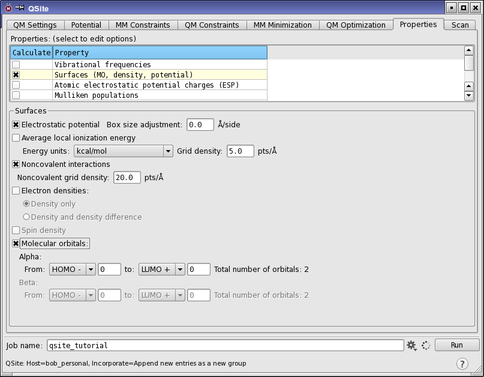 QSite
QM Settings Potential MM Constraints QM Constraints MM Minimization QM Optimization Properties Scan
Properties: (select to edit options)
Calculate Property
Vibrational frequencies
Surfaces (MO, density, potential)
Atomic electrostatic potential charges (ESP)
Mulliken populations
Surfaces
Electrostatic potential Box size adjustment: 0.0 Å/side
Average local ionization energy
Energy units: kcal/mol Grid density: 5.0 pts/Å
Noncovalent interactions
Noncovalent grid density: 20.0 pts/Å
Electron densities:
Density only
Density and density difference
Spin density
Molecular orbitals:
Alpha:
From: HOMO - 0 to: LUMO + 0 Total number of orbitals: 2
Beta:
From: HOMO - 0 to: LUMO + 0 Total number of orbitals: 2
Job name: qsite_tutorial Run
QSite: Host=bob_personal, Incorporate=Append new entries as a new group ?